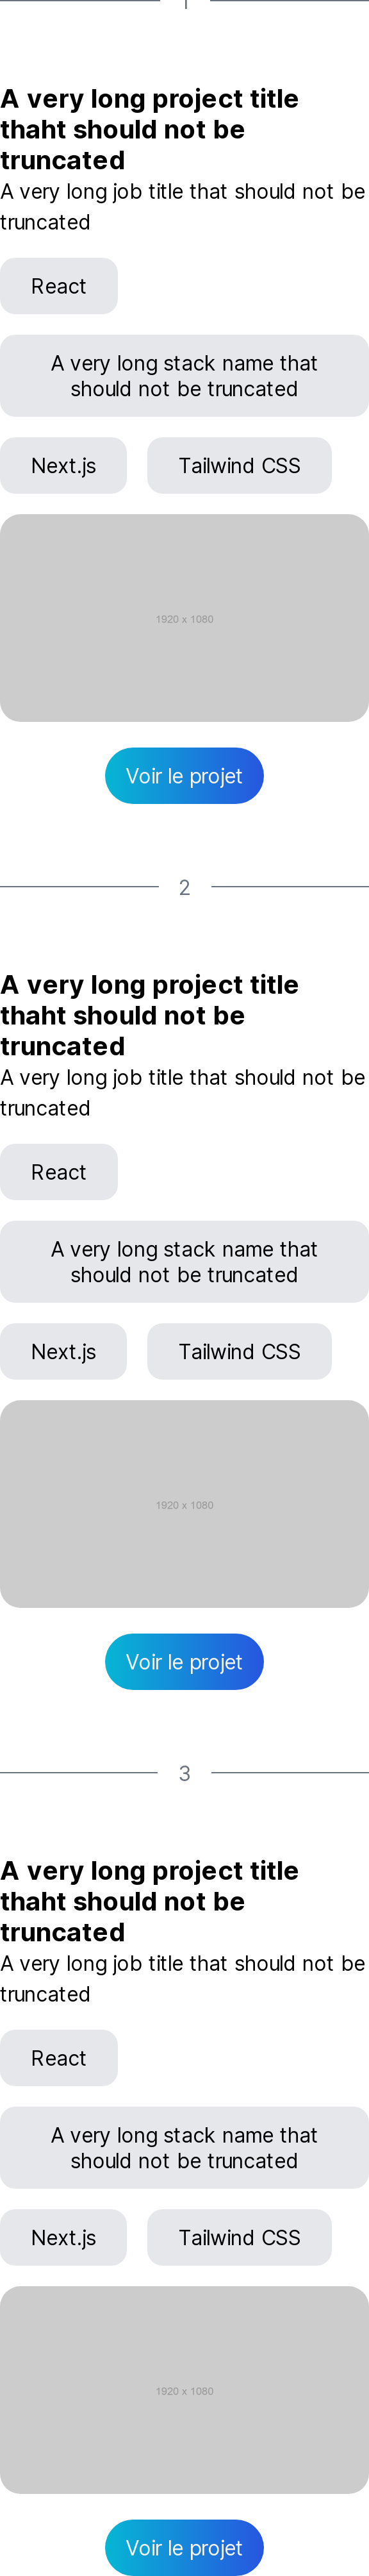 A very long project title
thaht should not be
truncated
A very long job title that should not be
truncated
React
A very long stack name that
should not be truncated
Next.js
Tailwind CSS
1920 x 1080
Voir le projet
2
A very long project title
thaht should not be
truncated
A very long job title that should not be
truncated
React
A very long stack name that
should not be truncated
Next.js
Tailwind CSS
1920 x 1080
Voir le projet
3
A very long project title
thaht should not be
truncated
A very long job title that should not be
truncated
React
A very long stack name that
should not be truncated
Next.js
Tailwind CSS
1920 x 1080
Voir le projet